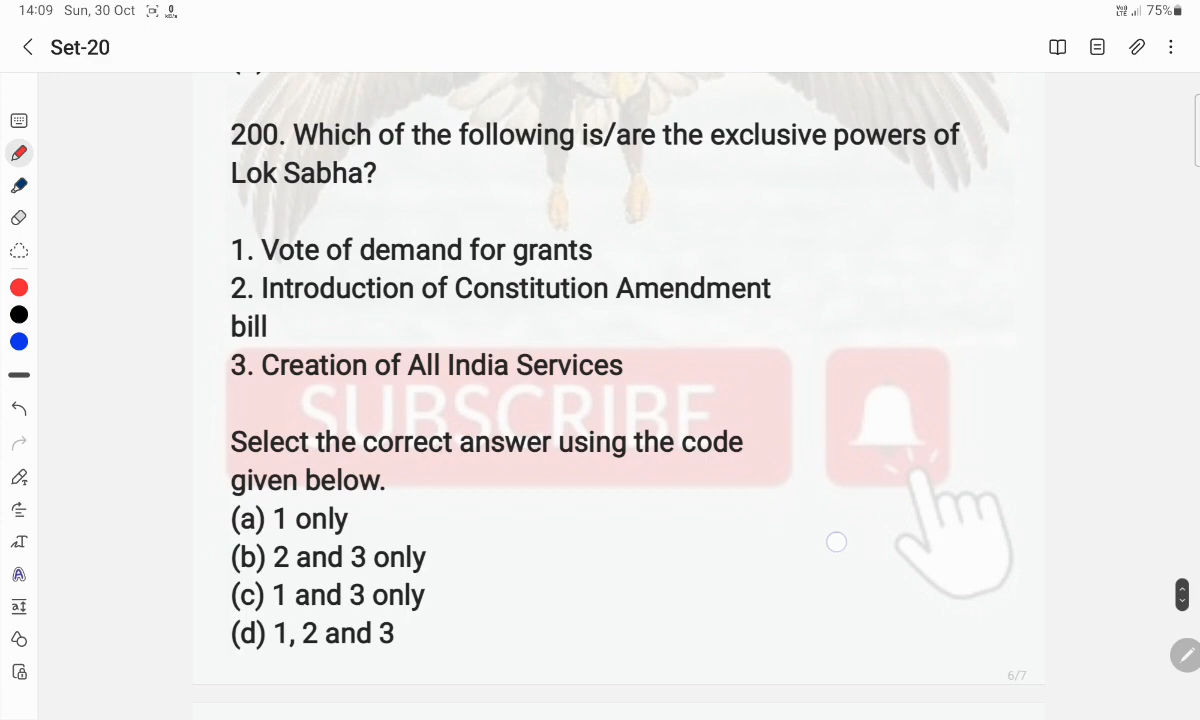 14:09 Sun, 30 Oct 75%
Set-20
200. Which of the following is/are the exclusive powers of
Lok Sabha?
1. Vote of demand for grants
2. Introduction of Constitution Amendment
bill
3. Creation of All India Services
SUBSCRIBE
Select the correct answer using the code
given below.
(a) 1 only
(b) 2 and 3 only
(c) 1 and 3 only
(d) 1, 2 and 3
6/7